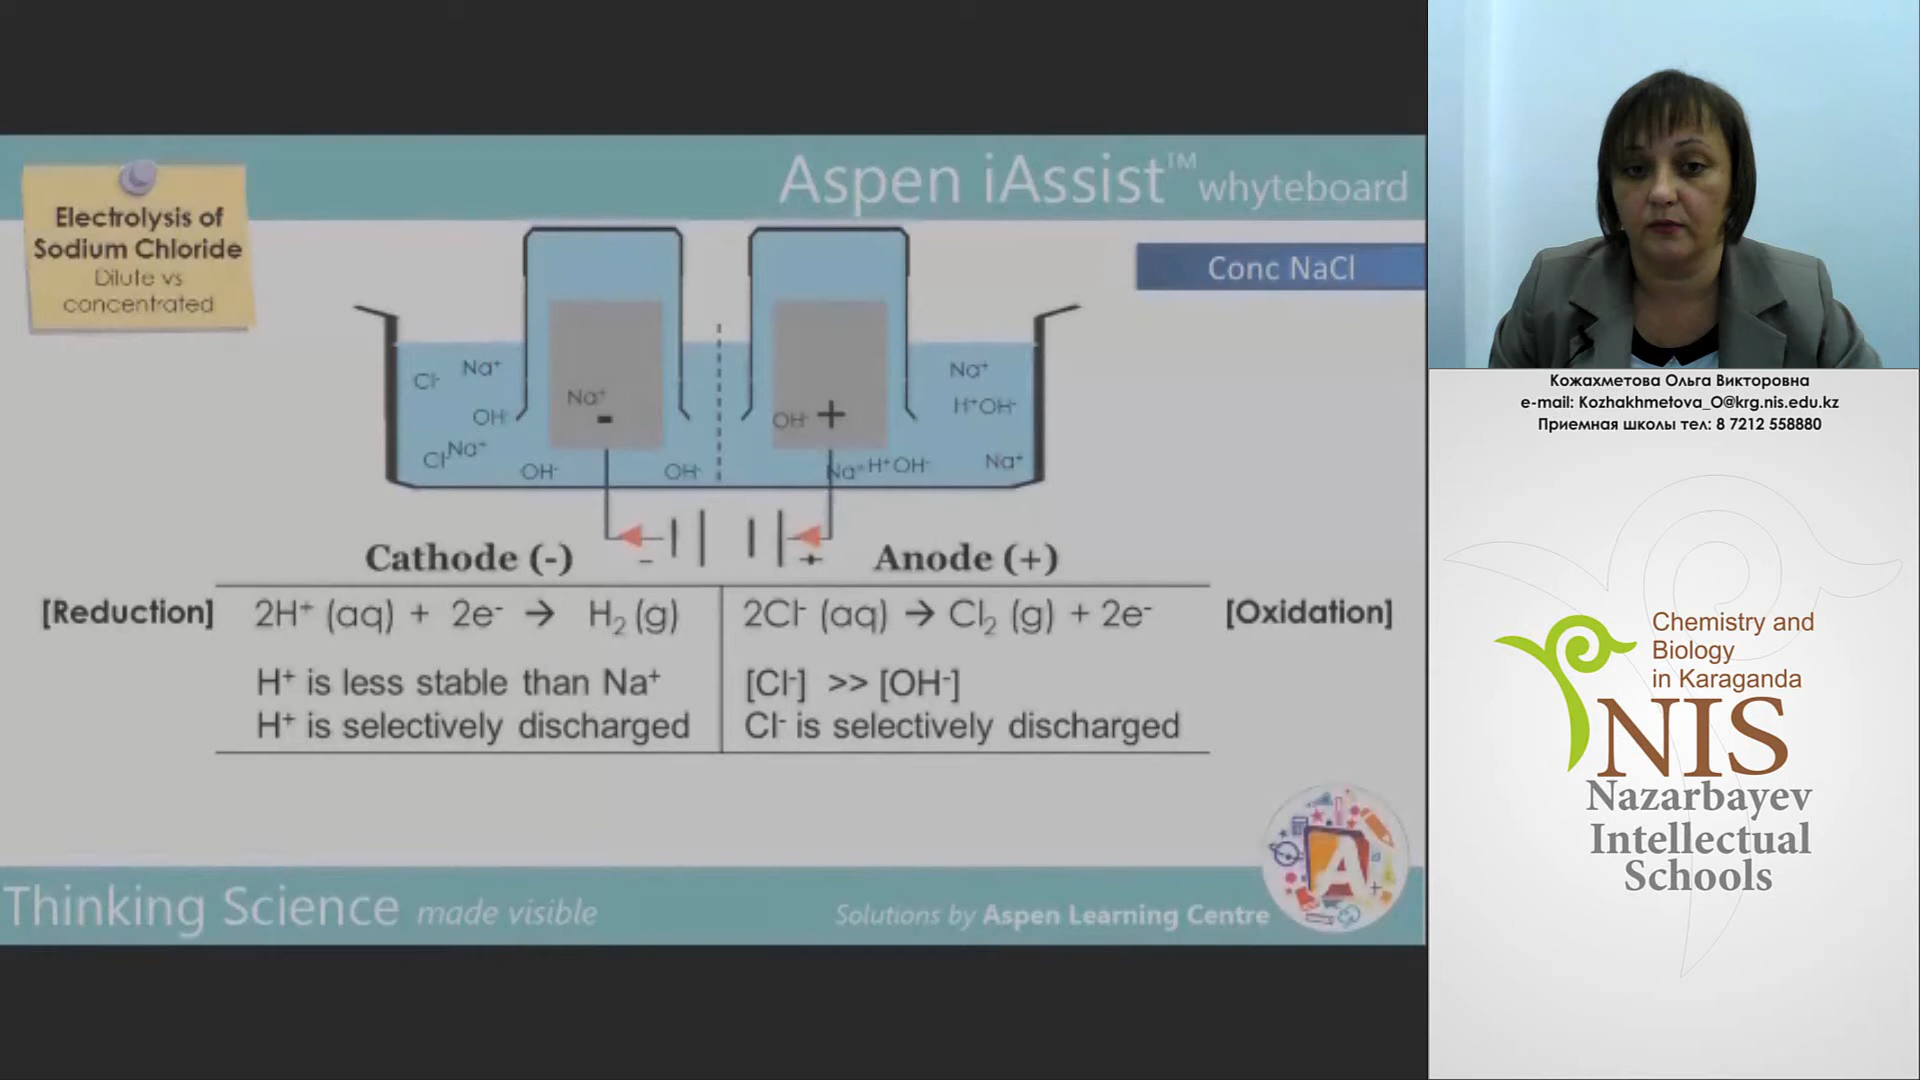 Aspen iAssist™ whyteboard
Electrolysis of
Sodium Chloride
Dilute vs
concentrated
Conc NaCl
Cl-
Na+
OH-
Cl-
Na+
OH-
OH-
Na+
-
OH-
+
Na+
H+OH-
Na+
H+OH-
Na+
-
+
Cathode (-)
Anode (+)
[Reduction]
2H+ (aq) + 2e- → H2 (g)
2Cl- (aq) → Cl2 (g) + 2e-
[Oxidation]
H+ is less stable than Na+
H+ is selectively discharged
[Cl-] >> [OH-]
Cl- is selectively discharged
A
Thinking Science made visible
Solutions by Aspen Learning Centre
Кожахметова Ольга Викторовна
e-mail: Kozhakhmetova_O@krg.nis.edu.kz
Приемная школы тел: 8 7212 558880
Chemistry and
Biology
in Karaganda
NIS
Nazarbayev
Intellectual
Schools